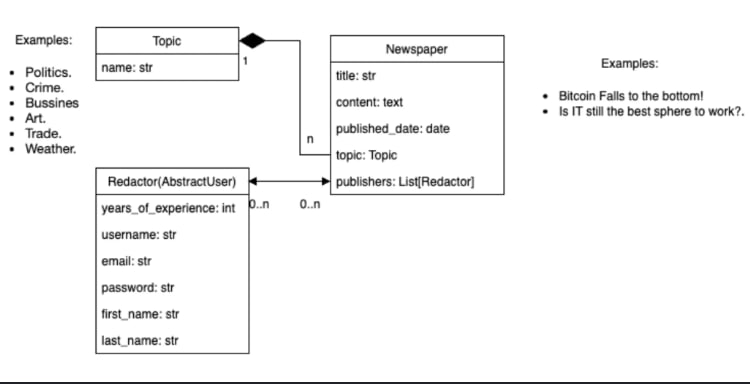 Examples:
• Politics.
• Crime.
• Bussines
• Art.
• Trade.
• Weather.
Topic
name: str
1
n
Newspaper
title: str
content: text
published_date: date
topic: Topic
publishers: List[Redactor]
Examples:
• Bitcoin Falls to the bottom!
• Is IT still the best sphere to work?.
Redactor(AbstractUser)
years_of_experience: int
username: str
email: str
password: str
first_name: str
last_name: str
0..n
0..n